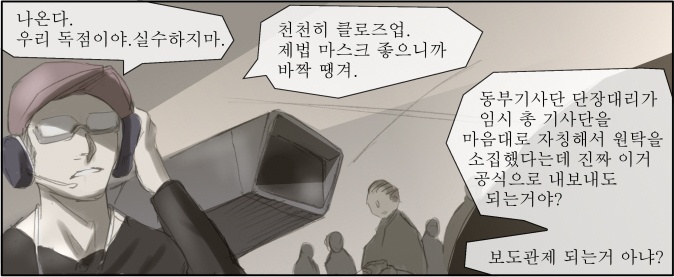 나온다.
우리 독점이야.실수하지마.
천천히 클로즈업.
제법 마스크 좋으니까
바짝 땡겨.
동부기사단 단장대리가
임시 총 기사단을
마음대로 자칭해서 원탁을
소집했다는데 진짜 이거
공식으로 내보내도
되는거야?
보도관제 되는거 아냐?